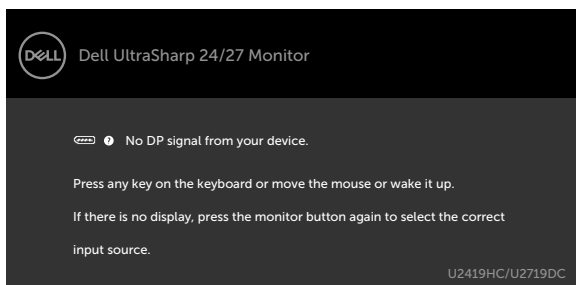 DELL
Dell UltraSharp 24/27 Monitor
? No DP signal from your device.
Press any key on the keyboard or move the mouse or wake it up.
If there is no display, press the monitor button again to select the correct
input source.
U2419HC/U2719DC